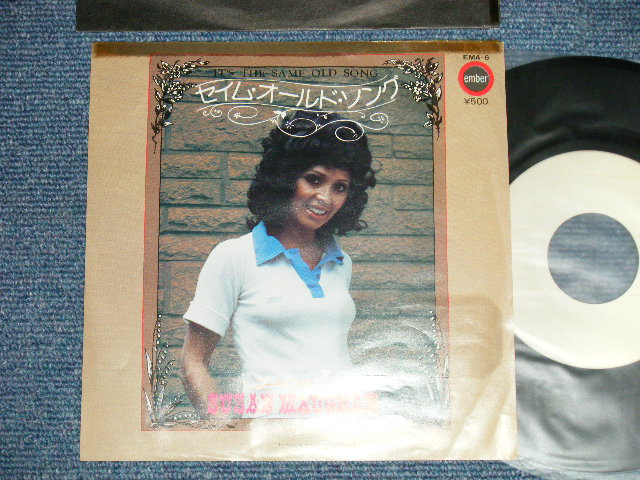 EMA-6
ember
¥500
IT'S THE SAME OLD SONG
セイム・オールド・ソング
SUSAN MAUGHAN